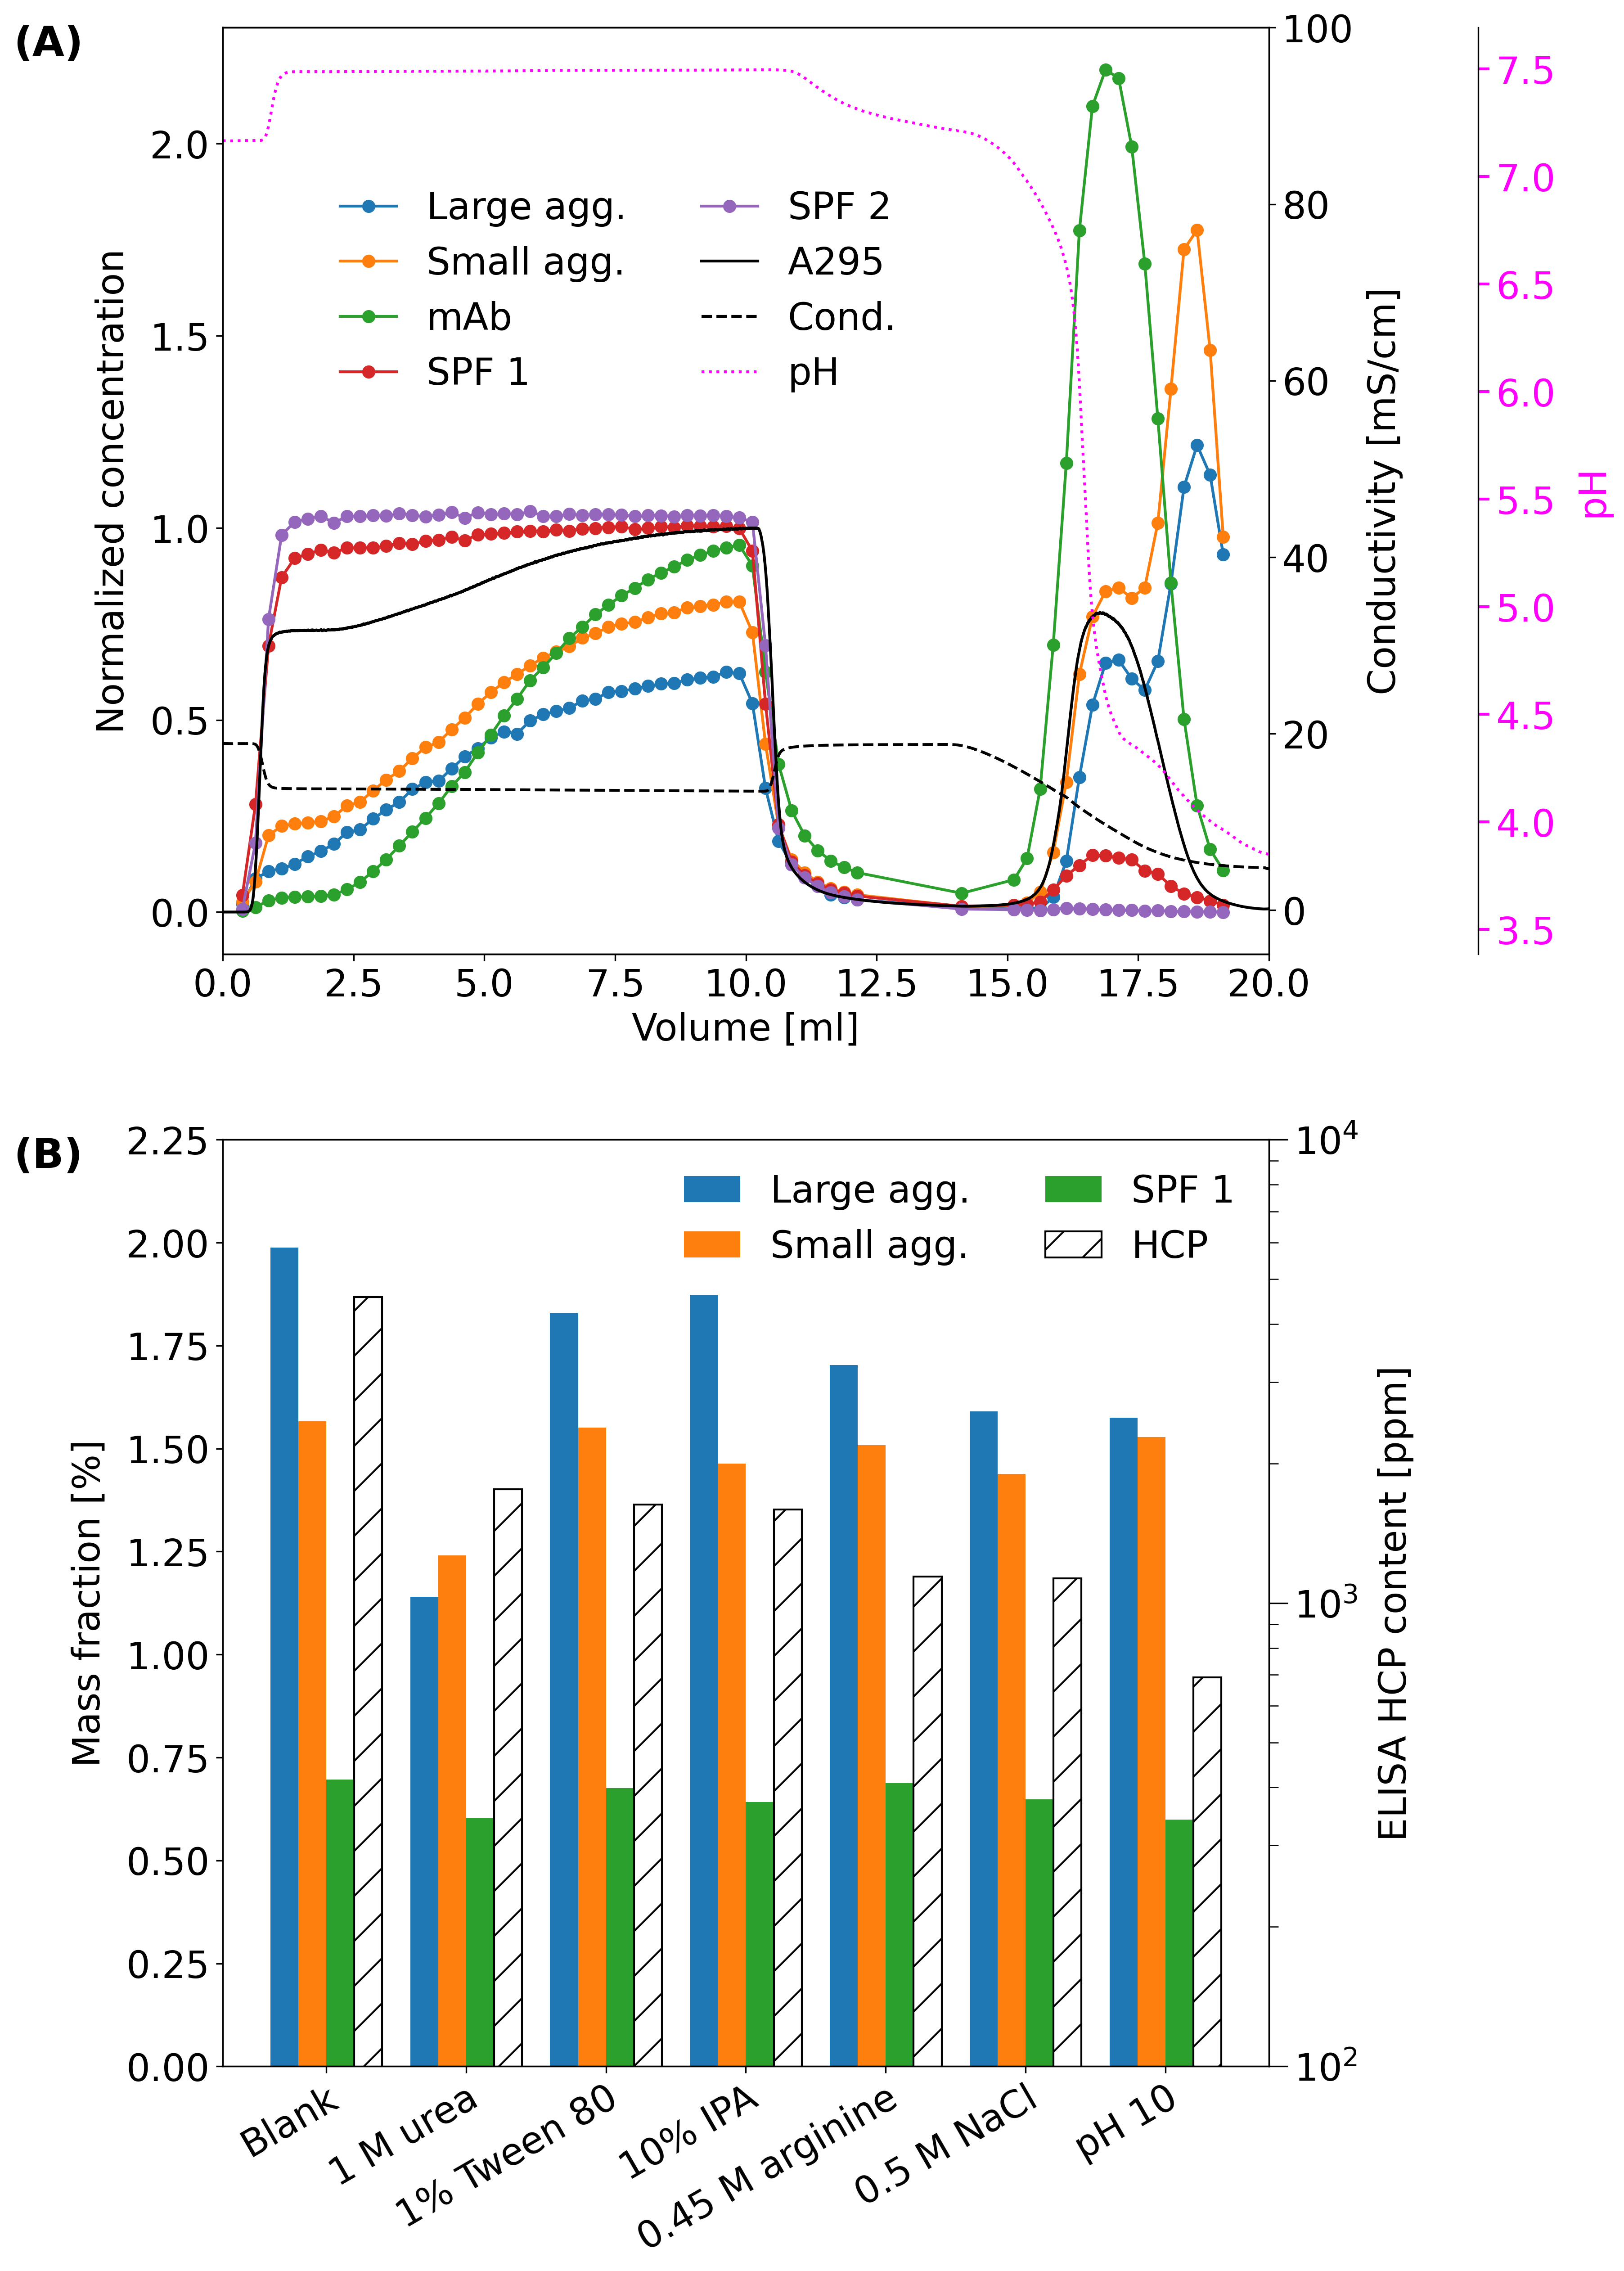 (A)
100
7.5
2.0
7.0
80
Large agg.
SPF 2
Small agg.
A295
6.5
mAb
Cond.
1.5
SPF 1
pH
60
6.0
Normalized concentration
Conductivity [mS/cm]
pH
5.5
1.0
40
5.0
0.5
20
4.5
4.0
0.0
0
3.5
0.0 2.5 5.0 7.5 10.0 12.5 15.0 17.5 20.0
Volume [ml]
(B)
2.25
10⁴
Large agg.
SPF 1
Small agg.
HCP
2.00
1.75
1.50
1.25
10³
Mass fraction [%]
ELISA HCP content [ppm]
1.00
0.75
0.50
0.25
0.00
10²
Blank
1 M urea
1% Tween 80
10% IPA
0.45 M arginine
0.5 M NaCl
pH 10